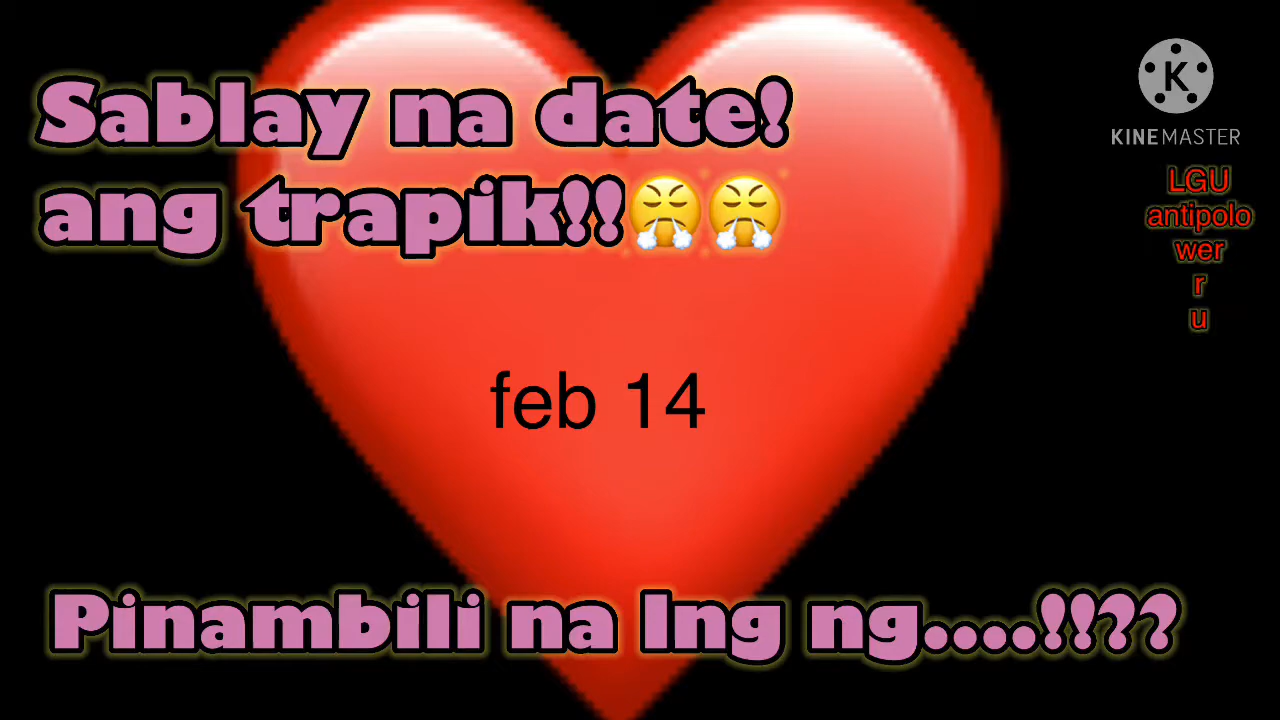 Sablay na date!
ang trapik!!😤😤
KINEMASTER
LGU
antipolo
wer
r
u
feb 14
Pinambili na lng ng....!!??